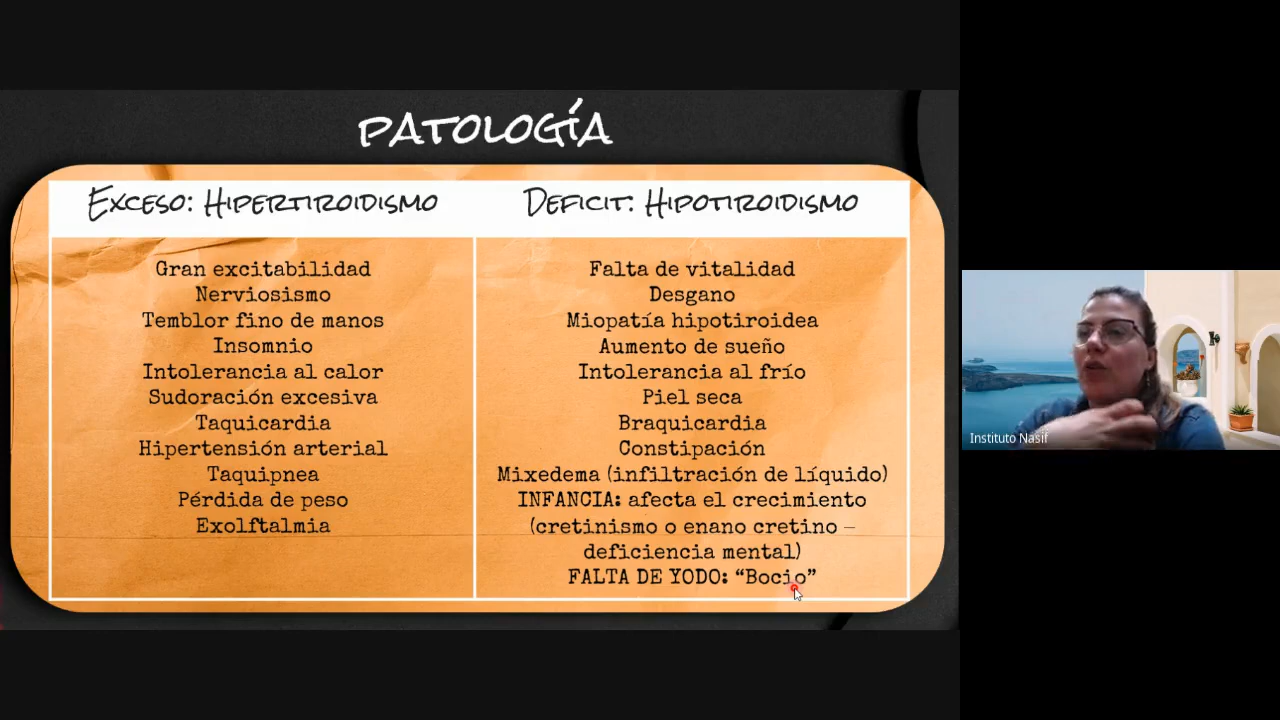 PATOLOGÍA
EXCESO: HIPERTIROIDISMO
Gran excitabilidad
Nerviosismo
Temblor fino de manos
Insomnio
Intolerancia al calor
Sudoración excesiva
Taquicardia
Hipertensión arterial
Taquipnea
Pérdida de peso
Exolftalmia
DEFICIT: HIPOTIROIDISMO
Falta de vitalidad
Desgano
Miopatía hipotiroidea
Aumento de sueño
Intolerancia al frío
Piel seca
Braquicardia
Constipación
Mixedema (infiltración de líquido)
INFANCIA: afecta el crecimiento
(cretinismo o enano cretino –
deficiencia mental)
FALTA DE YODO: “Bocio”
Instituto Nasif